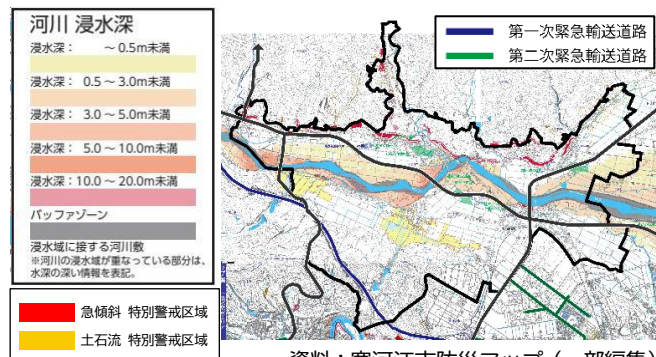 河川 浸水深
浸水深： ～0.5m未満
浸水深： 0.5～3.0m未満
浸水深： 3.0～5.0m未満
浸水深： 5.0～10.0m未満
浸水深：10.0～20.0m未満
バッファゾーン
浸水域に接する河川敷
※河川の浸水域が重なっている部分は、
水深の深い情報を表記。
急傾斜 特別警戒区域
土石流 特別警戒区域
第一次緊急輸送道路
第二次緊急輸送道路
資料：寒河江市防災マップ（一部編集）